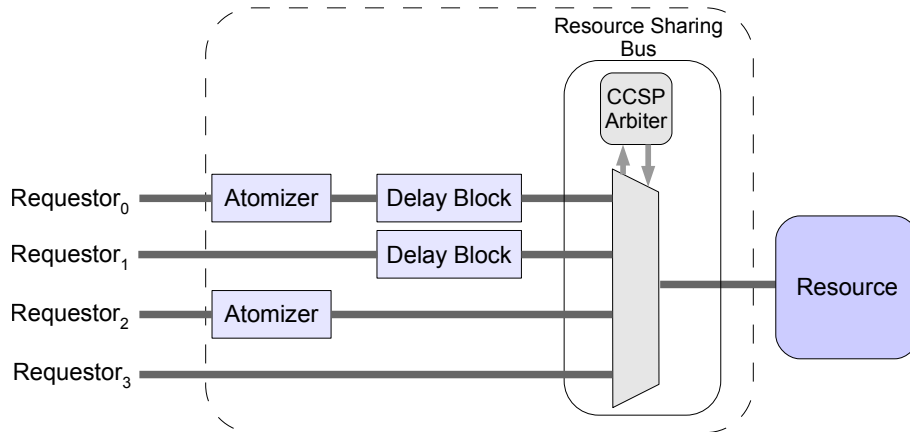 Resource Sharing
Bus
CCSP
Arbiter
Requestor₀ Atomizer Delay Block
Requestor₁ Delay Block
Requestor₂ Atomizer
Resource
Requestor₃